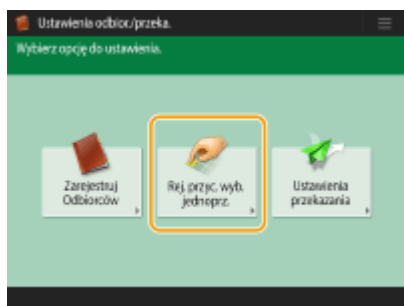 Ustawienia odbior./przeka.
Wybierz opcję do ustawienia.
Zarejestruj
Odbiorców
Rej. przyc. wyb.
jednoprz.
Ustawienia
przekazania